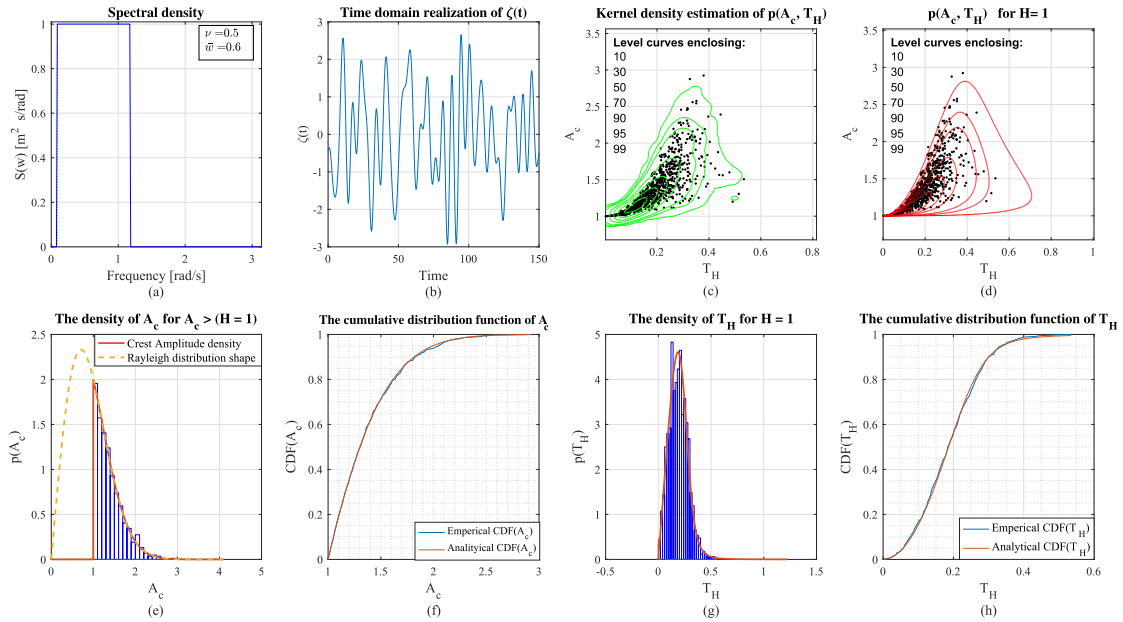 Spectral density
ν =0.5
w̄ =0.6
1
0.8
0.6
0.4
0.2
0
S(w) [m² s/rad]
0 1 2 3
Frequency [rad/s]
(a)
Time domain realization of ζ(t)
3
2
1
0
-1
-2
-3
ζ(t)
0 50 100 150
Time
(b)
Kernel density estimation of p(A_c, T_H)
Level curves enclosing:
10
30
50
70
90
95
99
3.5
3
2.5
2
1.5
1
A_c
0.2 0.4 0.6 0.8
T_H
(c)
p(A_c, T_H) for H= 1
Level curves enclosing:
10
30
50
70
90
95
99
3.5
3
2.5
2
1.5
1
A_c
0 0.2 0.4 0.6 0.8 1
T_H
(d)
The density of A_c for A_c > (H = 1)
Crest Amplitude density
Rayleigh distribution shape
2.5
2
1.5
1
0.5
0
p(A_c)
0 1 2 3 4 5
A_c
(e)
The cumulative distribution function of A_c
1
0.8
0.6
0.4
0.2
0
CDF(A_c)
Emperical CDF(A_c)
Analityical CDF(A_c)
1 1.5 2 2.5 3
A_c
(f)
The density of T_H for H = 1
5
4
3
2
1
0
p(T_H)
-0.5 0 0.5 1 1.5
T_H
(g)
The cumulative distribution function of T_H
1
0.8
0.6
0.4
0.2
0
CDF(T_H)
Emperical CDF(T_H)
Analytical CDF(T_H)
0 0.2 0.4 0.6
T_H
(h)